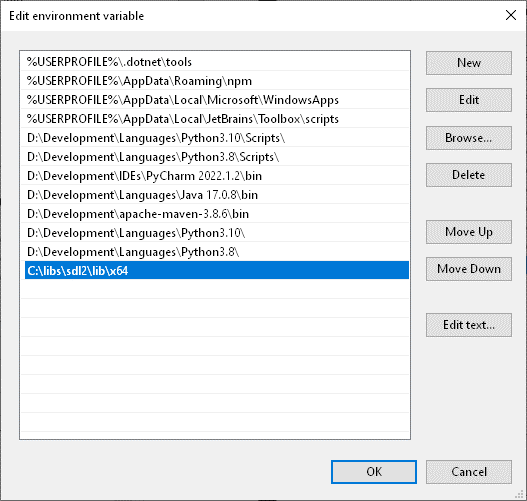 Edit environment variable
%USERPROFILE%\.dotnet\tools
New
%USERPROFILE%\AppData\Roaming\npm
%USERPROFILE%\AppData\Local\Microsoft\WindowsApps
Edit
%USERPROFILE%\AppData\Local\JetBrains\Toolbox\scripts
D:\Development\Languages\Python3.10\Scripts\
Browse...
D:\Development\Languages\Python3.8\Scripts\
D:\Development\IDEs\PyCharm 2022.1.2\bin
Delete
D:\Development\Languages\Java 17.0.8\bin
D:\Development\apache-maven-3.8.6\bin
D:\Development\Languages\Python3.10\
Move Up
D:\Development\Languages\Python3.8\
C:\libs\sdl2\lib\x64
Move Down
Edit text...
OK
Cancel